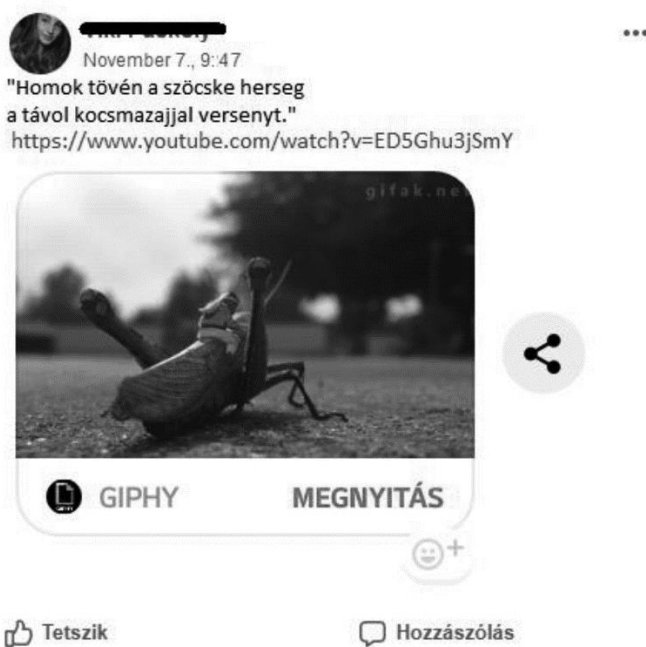 November 7., 9:47
"Homok tövén a szöcske herseg
a távol kocsmazajjal versenyt."
https://www.youtube.com/watch?v=ED5Ghu3jSmY
gifak.ne
GIPHY MEGNYITÁS
Tetszik Hozzászólás